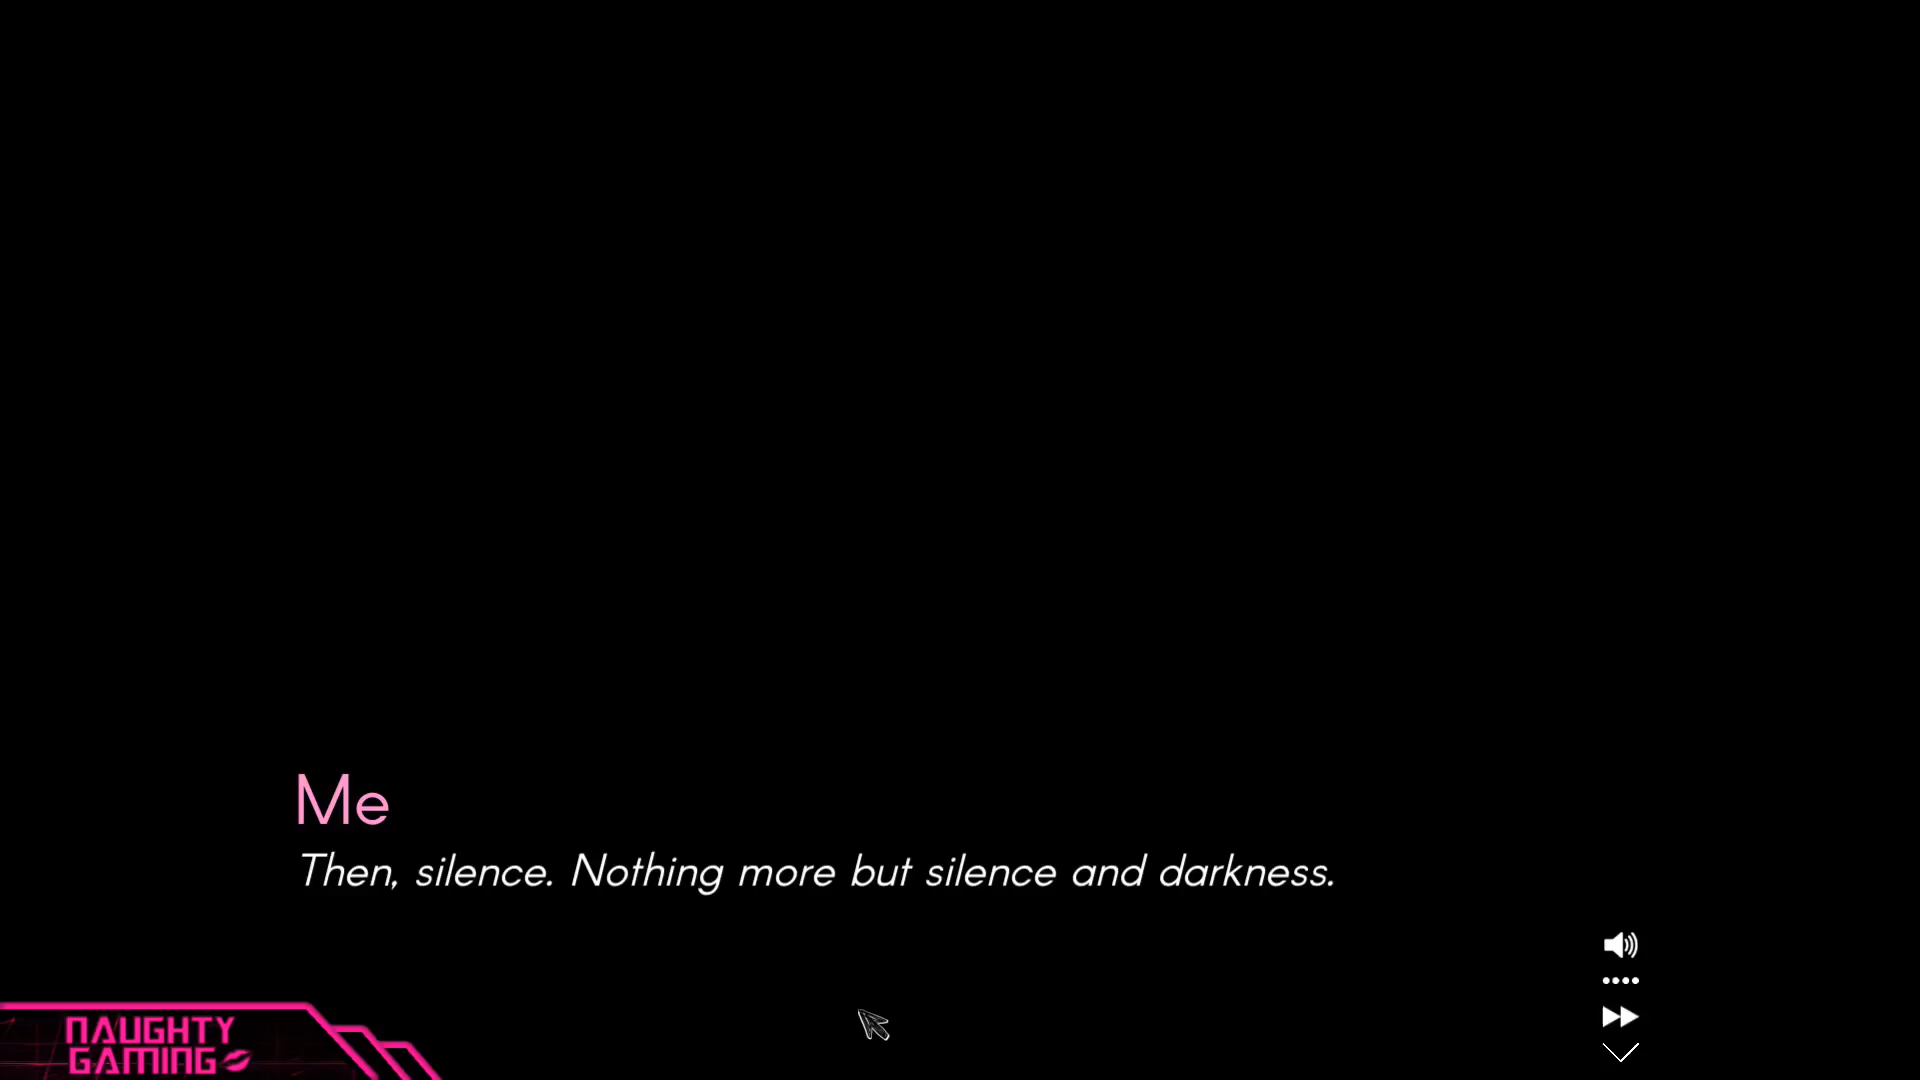 Me
Then, silence. Nothing more but silence and darkness.
NAUGHTY
GAMING